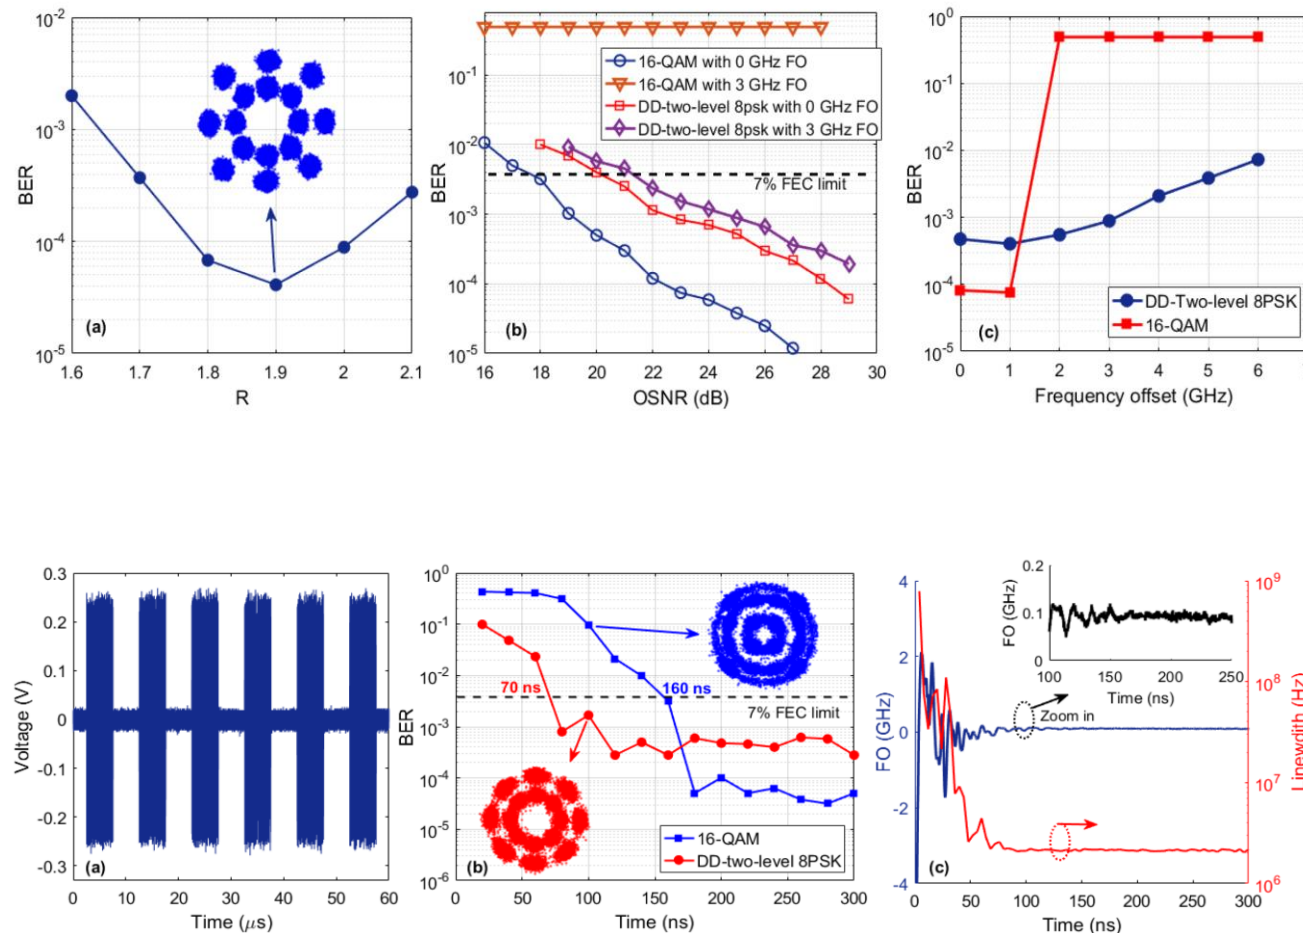 10^-2
10^-3
10^-4
10^-5
BER
(a)
1.6 1.7 1.8 1.9 2 2.1
R
10^-1
10^-2
10^-3
10^-4
10^-5
BER
16-QAM with 0 GHz FO
16-QAM with 3 GHz FO
DD-two-level 8psk with 0 GHz FO
DD-two-level 8psk with 3 GHz FO
7% FEC limit
(b)
16 18 20 22 24 26 28 30
OSNR (dB)
10^0
10^-1
10^-2
10^-3
10^-4
10^-5
BER
DD-Two-level 8PSK
16-QAM
(c)
0 1 2 3 4 5 6
Frequency offset (GHz)
0.3
0.2
0.1
0
-0.1
-0.2
-0.3
Voltage (V)
(a)
0 10 20 30 40 50 60
Time (μs)
10^0
10^-1
10^-2
10^-3
10^-4
10^-5
10^-6
BER
70 ns
160 ns
7% FEC limit
16-QAM
DD-two-level 8PSK
(b)
0 50 100 150 200 250 300
Time (ns)
4
2
0
-2
-4
FO (GHz)
0.2
0.1
0
FO (GHz)
100 150 200 250
Time (ns)
Zoom in
10^9
10^8
10^7
10^6
Linewidth (Hz)
(c)
0 50 100 150 200 250 300
Time (ns)